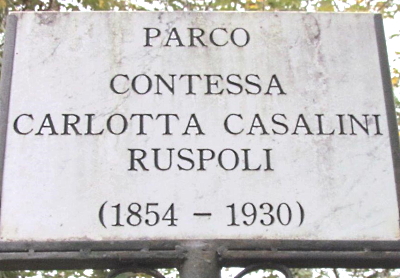 PARCO
CONTESSA
CARLOTTA CASALINI
RUSPOLI
(1854 – 1930)